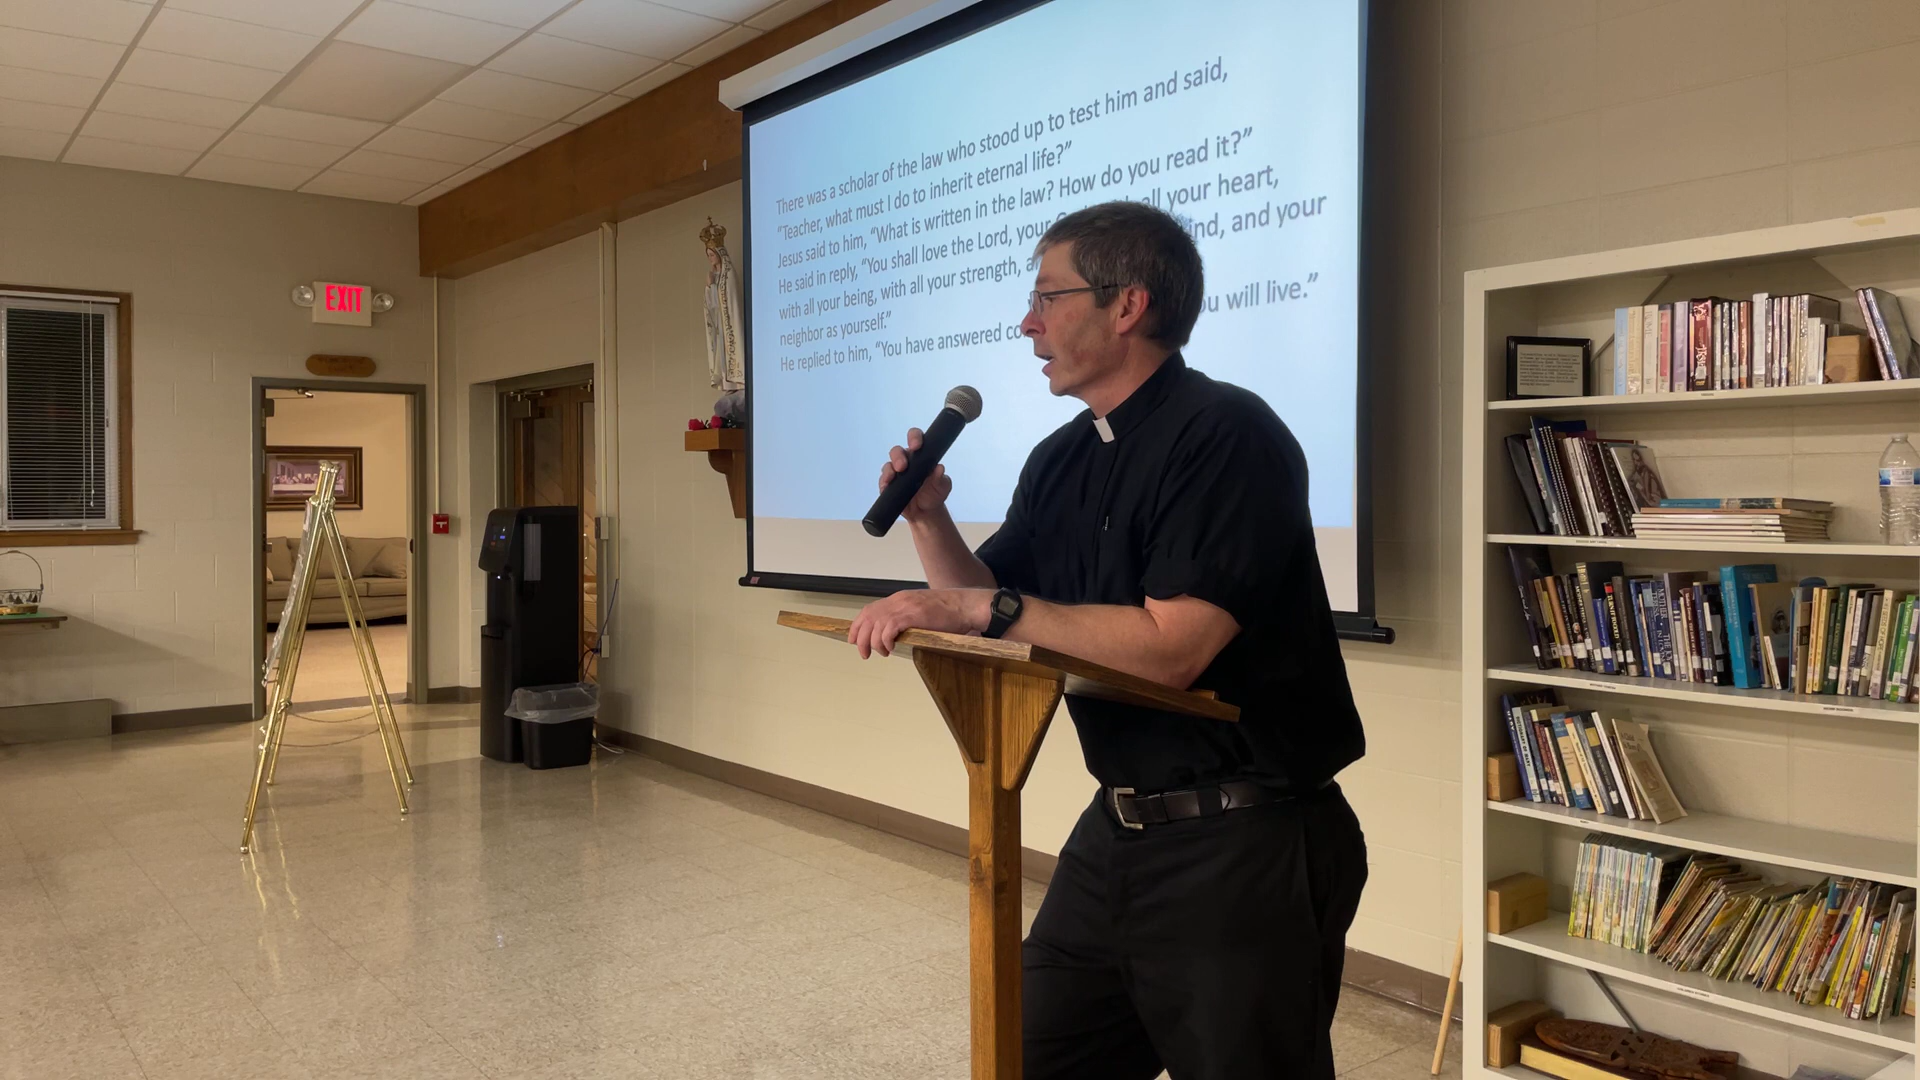 There was a scholar of the law who stood up to test him and said,
“Teacher, what must I do to inherit eternal life?”
Jesus said to him, “What is written in the law? How do you read it?”
He said in reply, “You shall love the Lord, your all your heart,
with all your being, with all your strength, and your
neighbor as yourself.”
He replied to him, “You have answered will live.”
EXIT